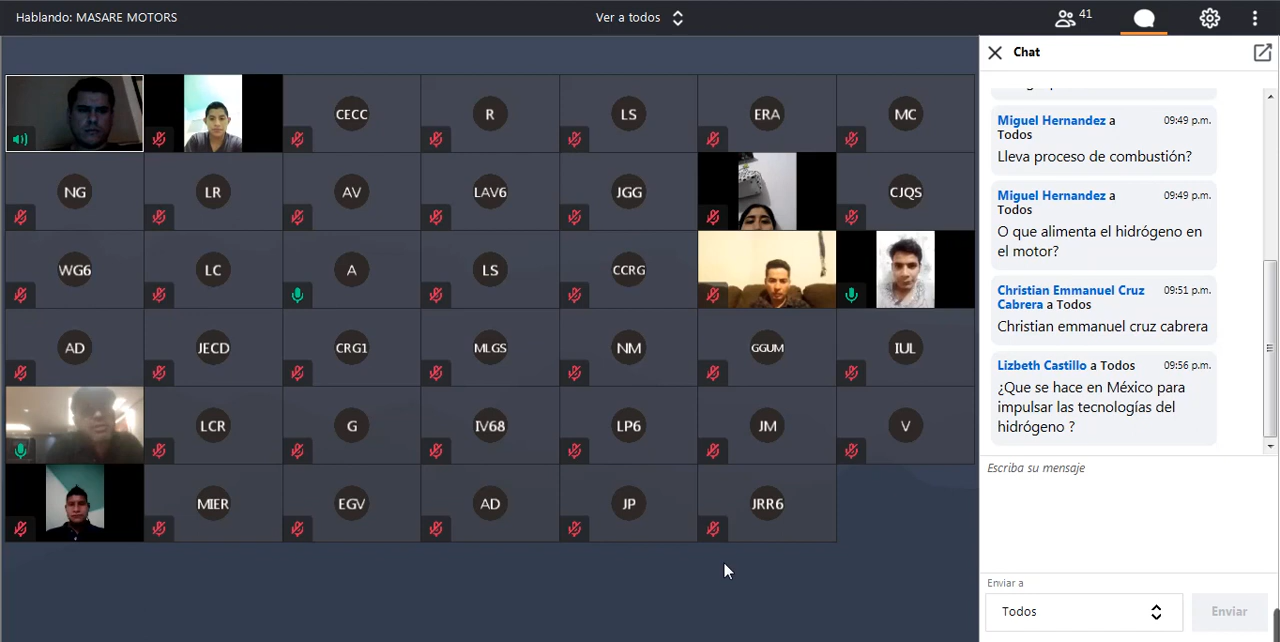 Hablando: MASARE MOTORS
Ver a todos
41
CECC
R
LS
ERA
MC
NG
LR
AV
LAV6
JGG
CJQS
WG6
LC
A
LS
CCRG
AD
JECD
CRG1
MLGS
NM
GGUM
IUL
LCR
G
IV68
LP6
JM
V
MIER
EGV
AD
JP
JRR6
Chat
Miguel Hernandez a
Todos
09:49 p.m.
Lleva proceso de combustión?
Miguel Hernandez a
Todos
09:49 p.m.
O que alimenta el hidrógeno en
el motor?
Christian Emmanuel Cruz
Cabrera a Todos
09:51 p.m.
Christian emmanuel cruz cabrera
Lizbeth Castillo a Todos
09:56 p.m.
¿Que se hace en México para
impulsar las tecnologías del
hidrógeno ?
Escriba su mensaje
Enviar a
Todos
Enviar